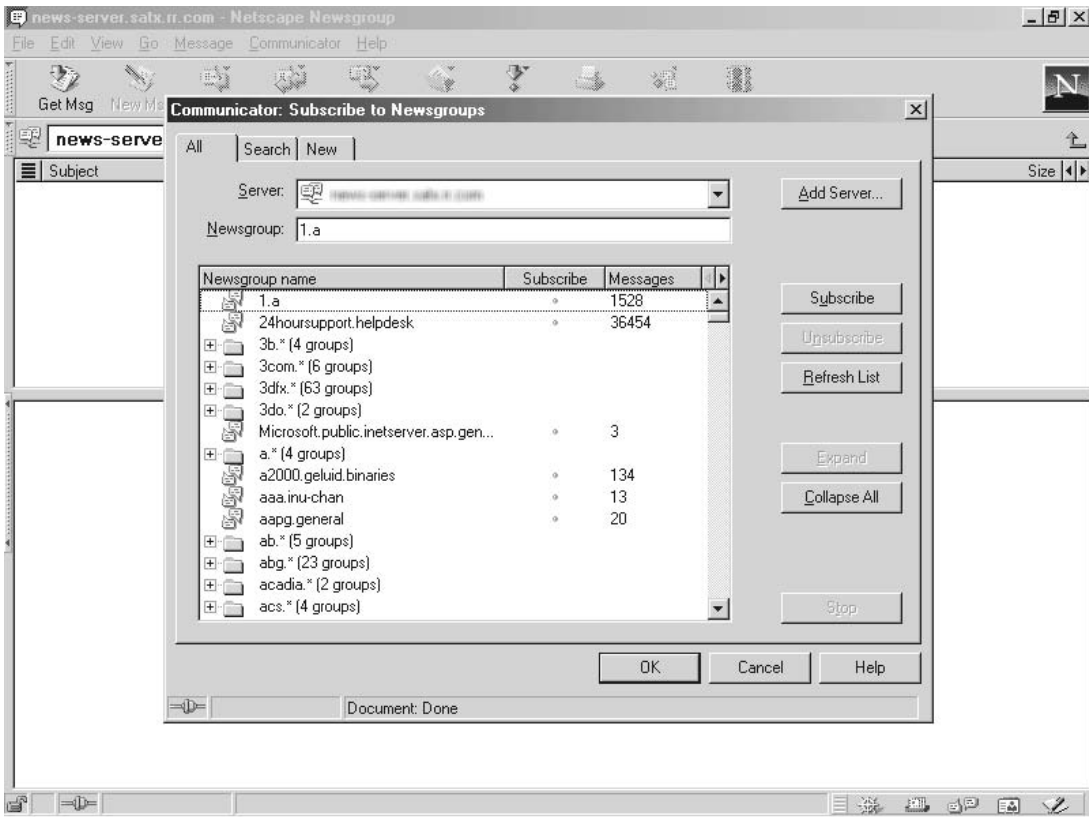 news-server.satx.rr.com - Netscape Newsgroup
File Edit View Go Message Communicator Help
Get Msg New Ms
N
Communicator: Subscribe to Newsgroups
news-serve
All Search New
Subject
Size
Server:
Add Server...
Newsgroup: 1.a
Newsgroup name Subscribe Messages
1.a 1528
Subscribe
24hoursupport.helpdesk 36454
3b.* (4 groups)
Unsubscribe
3com.* (6 groups)
3dfx.* (63 groups)
Refresh List
3do.* (2 groups)
Microsoft.public.inetserver.asp.gen... 3
a.* (4 groups)
Expand
a2000.geluid.binaries 134
aaa.inu-chan 13
Collapse All
aapg.general 20
ab.* (5 groups)
abg.* (23 groups)
acadia.* (2 groups)
acs.* (4 groups)
Stop
OK Cancel Help
Document: Done